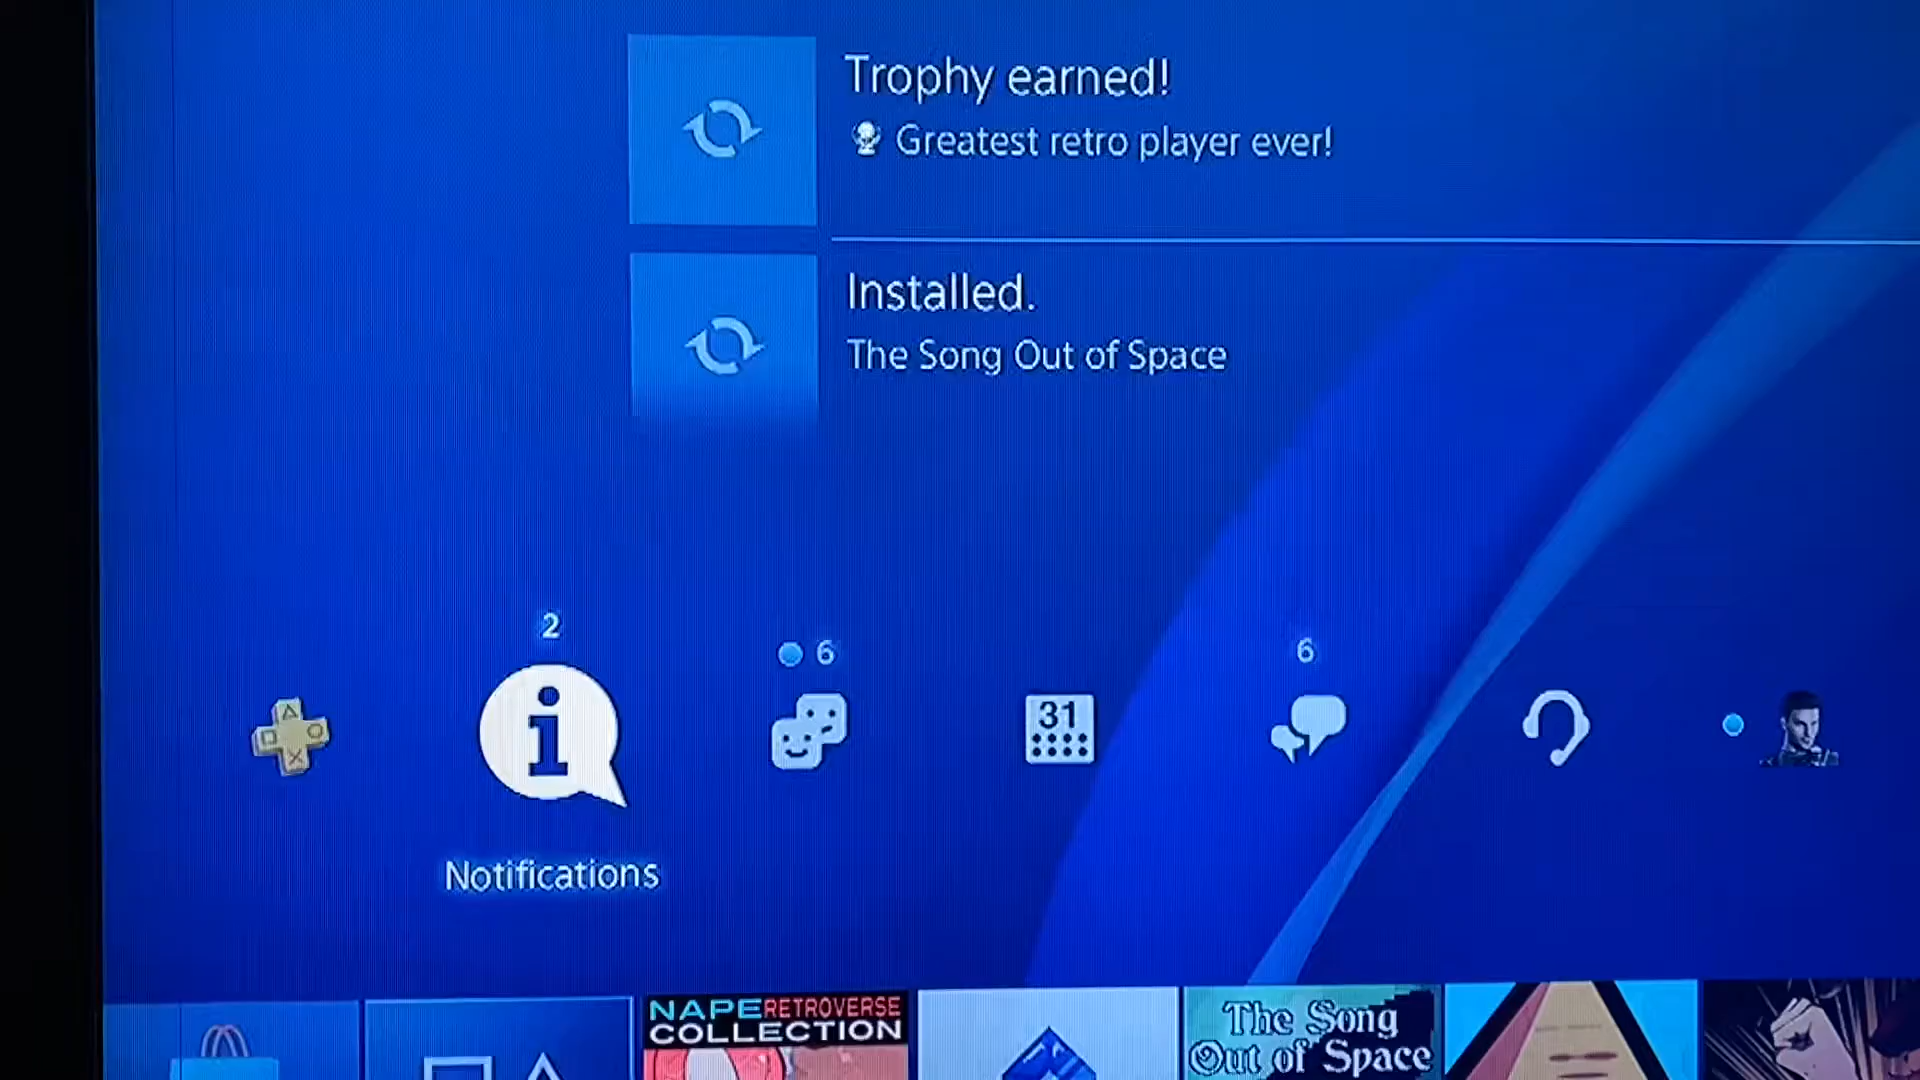 Trophy earned!
Greatest retro player ever!
Installed.
The Song Out of Space
2
6
6
31
Notifications
NAPE RETROVERSE
COLLECTION
The Song
Out of Space